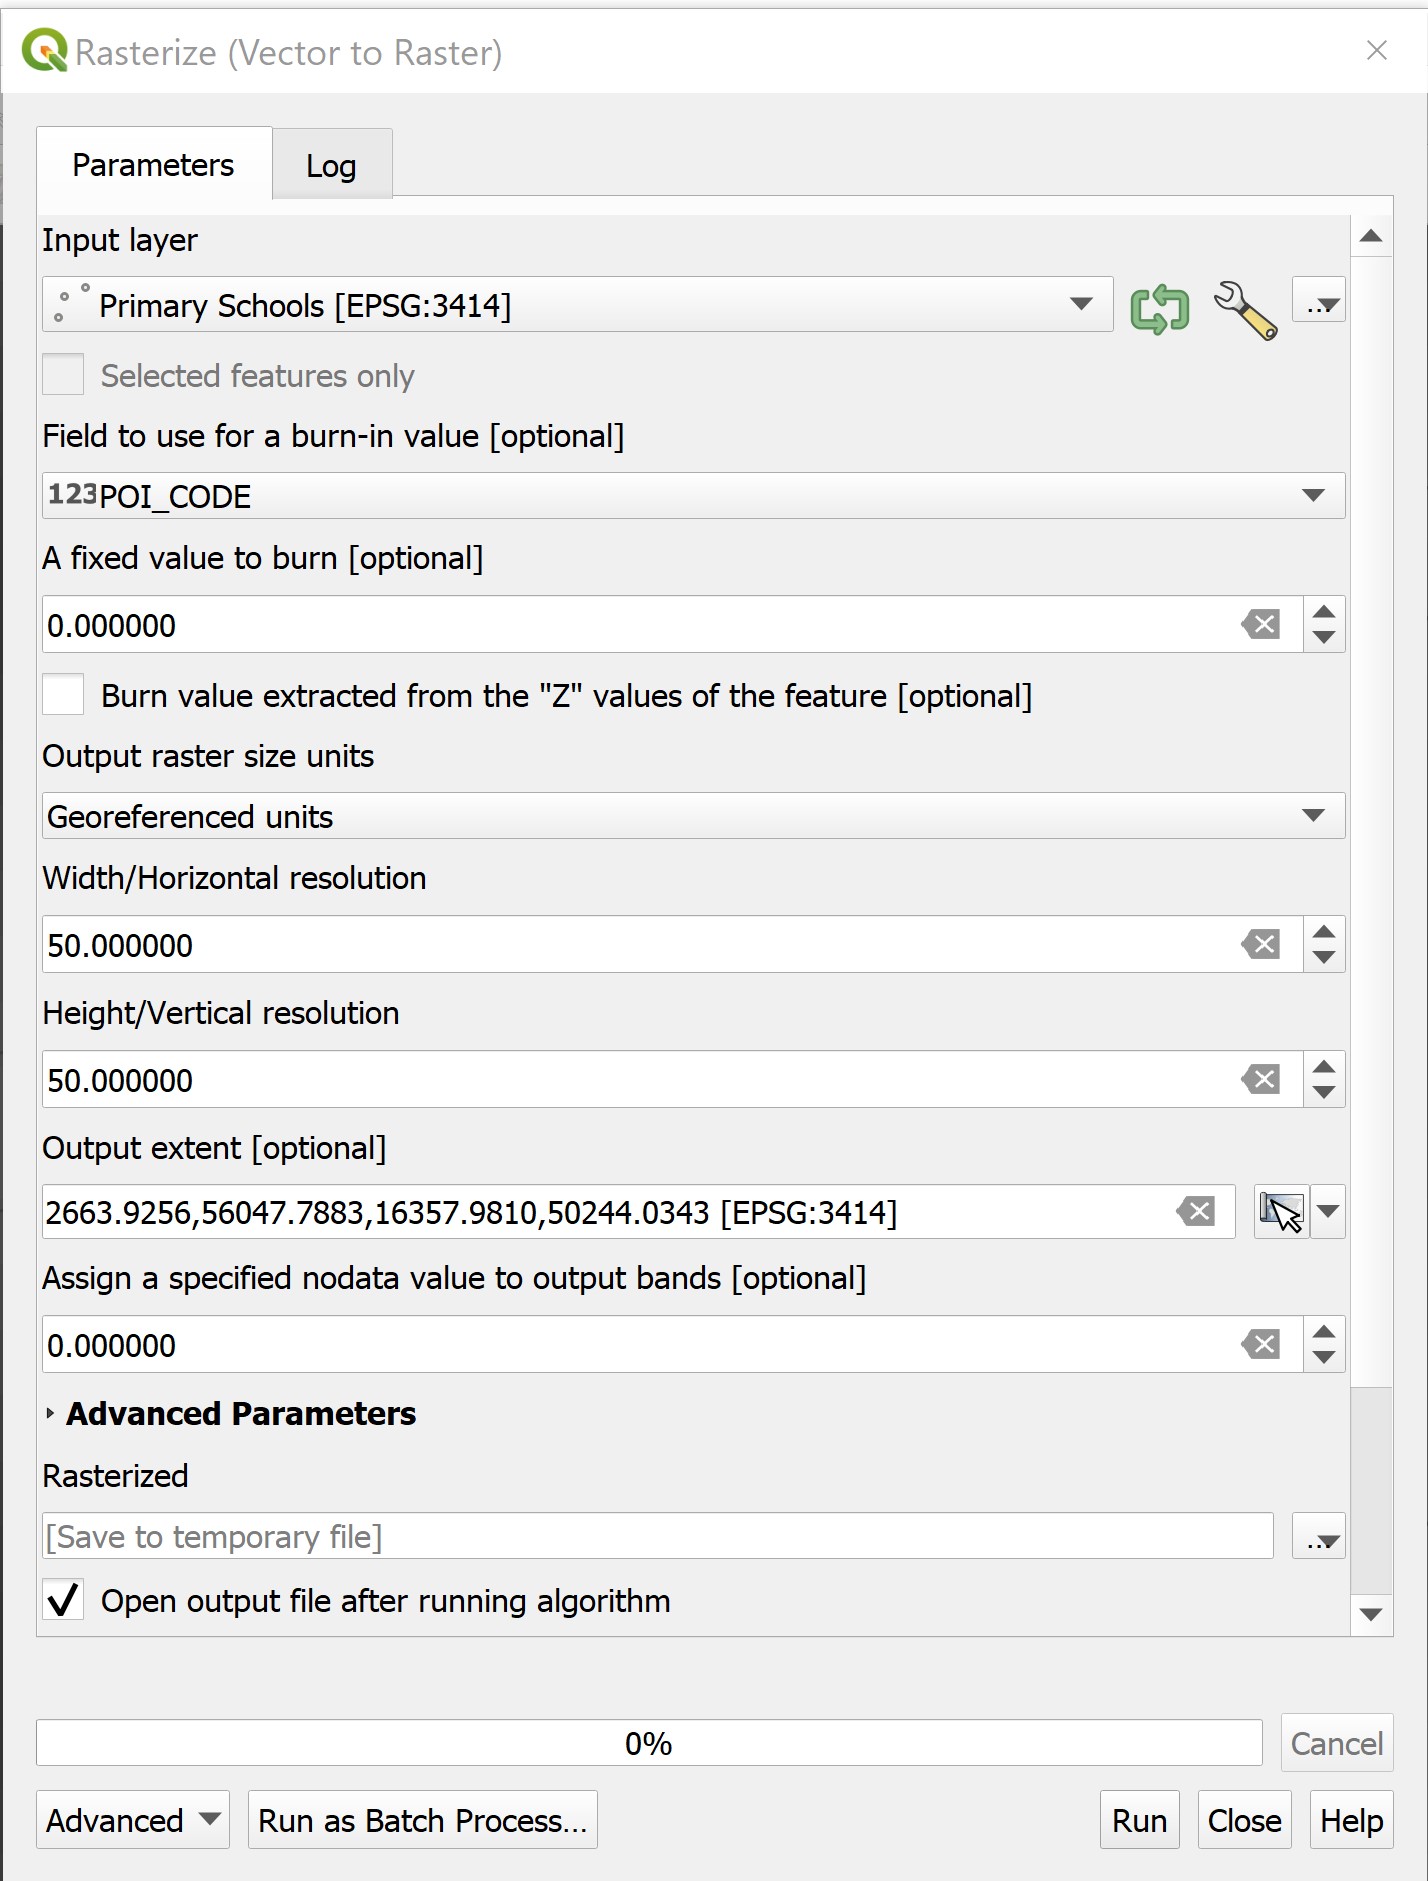 Rasterize (Vector to Raster)
Parameters
Log
Input layer
Primary Schools [EPSG:3414]
...
Selected features only
Field to use for a burn-in value [optional]
123 POI_CODE
A fixed value to burn [optional]
0.000000
Burn value extracted from the "Z" values of the feature [optional]
Output raster size units
Georeferenced units
Width/Horizontal resolution
50.000000
Height/Vertical resolution
50.000000
Output extent [optional]
2663.9256,56047.7883,16357.9810,50244.0343 [EPSG:3414]
Assign a specified nodata value to output bands [optional]
0.000000
Advanced Parameters
Rasterized
[Save to temporary file]
...
Open output file after running algorithm
0%
Cancel
Advanced
Run as Batch Process...
Run
Close
Help